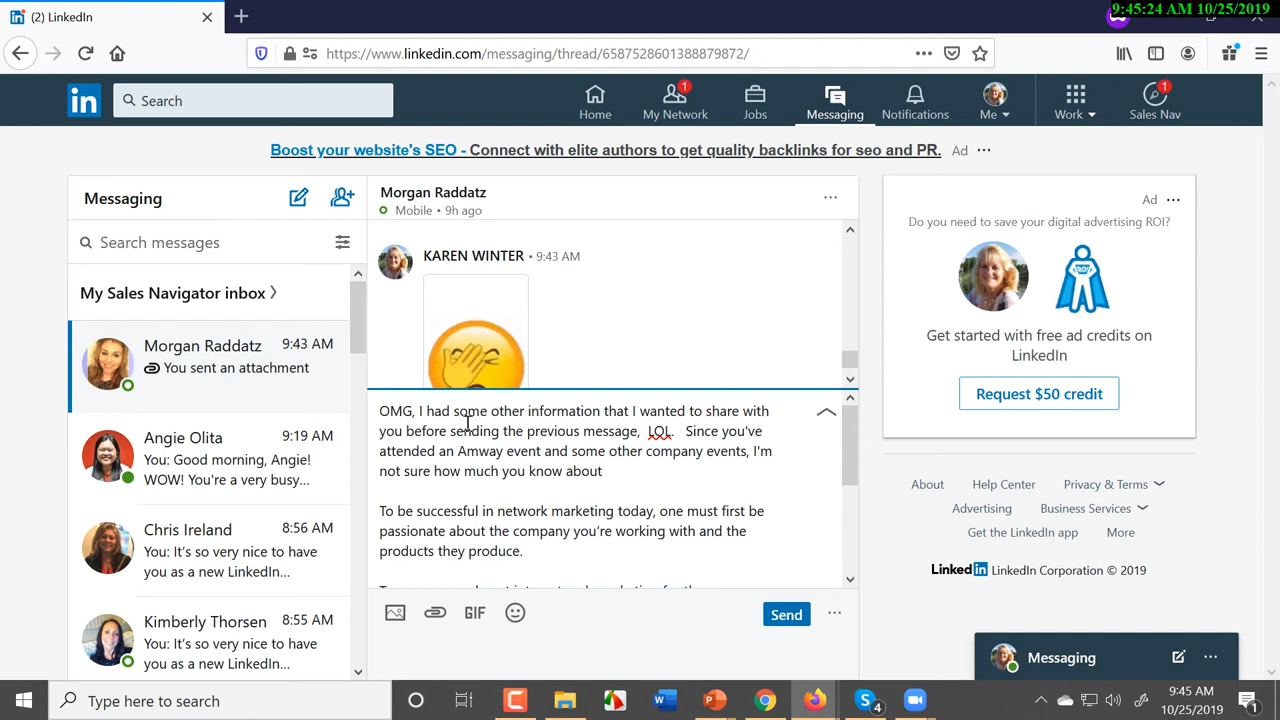 9:45:24 AM 10/25/2019
(2) LinkedIn
https://www.linkedin.com/messaging/thread/6587528601388879872/
in
Search
Home
1
My Network
Jobs
Messaging
Notifications
Me
Work
1
Sales Nav
Boost your website's SEO - Connect with elite authors to get quality backlinks for seo and PR. Ad
Messaging
Search messages
My Sales Navigator inbox
Morgan Raddatz 9:43 AM
You sent an attachment
Angie Olita 9:19 AM
You: Good morning, Angie!
WOW! You're a very busy...
Chris Ireland 8:56 AM
You: It's so very nice to have
you as a new LinkedIn...
Kimberly Thorsen 8:55 AM
You: It's so very nice to have
you as a new LinkedIn...
Morgan Raddatz
Mobile • 9h ago
KAREN WINTER • 9:43 AM
OMG, I had some other information that I wanted to share with
you before sending the previous message, LOL. Since you've
attended an Amway event and some other company events, I'm
not sure how much you know about
To be successful in network marketing today, one must first be
passionate about the company you're working with and the
products they produce.
GIF
Send
Ad
Do you need to save your digital advertising ROI?
ROI
Get started with free ad credits on
LinkedIn
Request $50 credit
About Help Center Privacy & Terms
Advertising Business Services
Get the LinkedIn app More
LinkedIn LinkedIn Corporation © 2019
Messaging
Type here to search
4
9:45 AM
10/25/2019
1